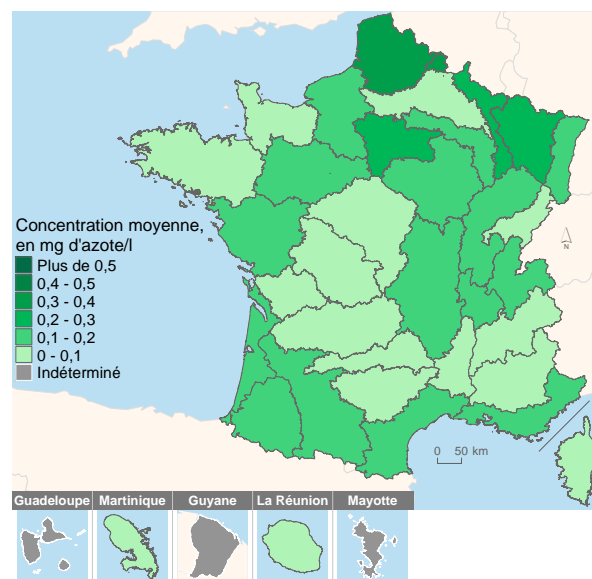 Concentration moyenne,
en mg d'azote/l
Plus de 0,5
0,4 - 0,5
0,3 - 0,4
0,2 - 0,3
0,1 - 0,2
0 - 0,1
Indéterminé
N
0 50 km
Guadeloupe Martinique Guyane La Réunion Mayotte